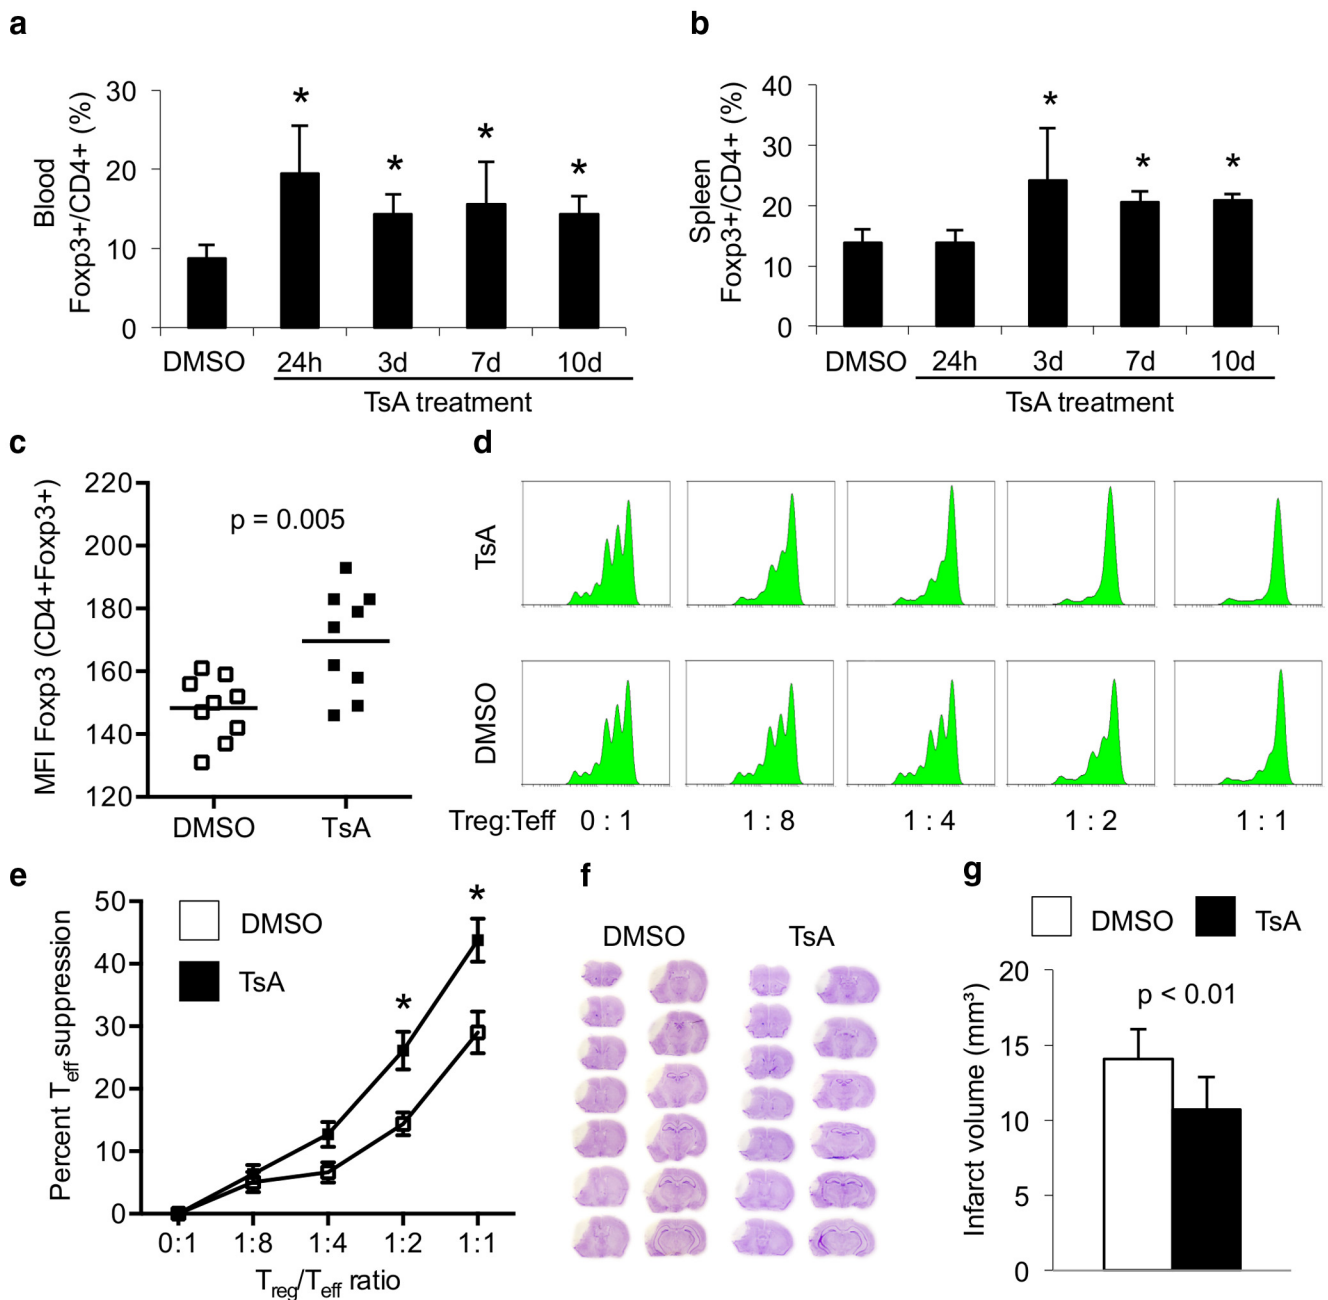 a
Blood
Foxp3+/CD4+ (%)
30
20
10
0
*
*
*
*
DMSO
24h
3d
7d
10d
TsA treatment
b
Spleen
Foxp3+/CD4+ (%)
40
30
20
10
0
*
*
*
DMSO
24h
3d
7d
10d
TsA treatment
c
MFI Foxp3 (CD4+Foxp3+)
220
200
180
160
140
120
p = 0.005
DMSO
TsA
d
TsA
DMSO
Treg:Teff
0 : 1
1 : 8
1 : 4
1 : 2
1 : 1
e
Percent Teff suppression
50
40
30
20
10
0
DMSO
TsA
*
*
0:1
1:8
1:4
1:2
1:1
Treg/Teff ratio
f
DMSO
TsA
g
DMSO
TsA
Infarct volume (mm³)
20
15
10
5
0
p < 0.01